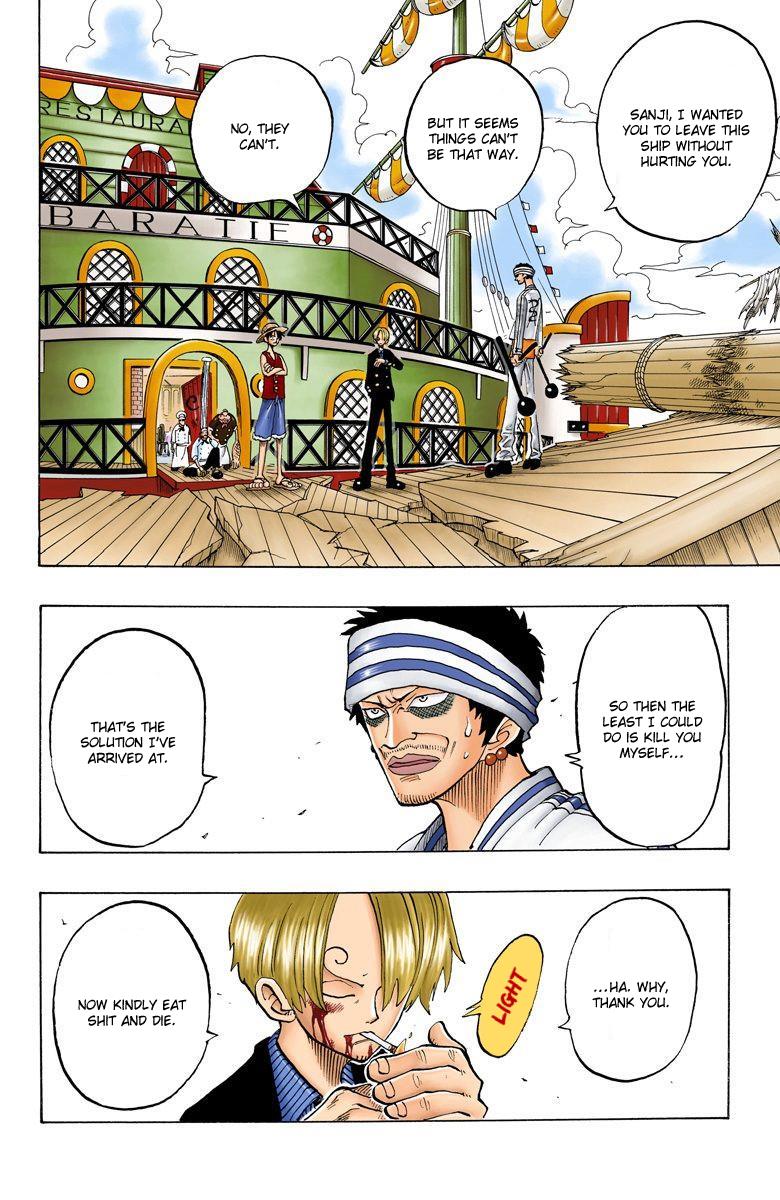 SANJI, I WANTED
YOU TO LEAVE THIS
SHIP WITHOUT
HURTING YOU.
BUT IT SEEMS
THINGS CAN'T
BE THAT WAY.
NO, THEY
CAN'T.
RESTAURA
BARATIE
SO THEN THE
LEAST I COULD
DO IS KILL YOU
MYSELF...
THAT'S THE
SOLUTION I'VE
ARRIVED AT.
...HA. WHY,
THANK YOU.
LIGHT
NOW KINDLY EAT
SHIT AND DIE.